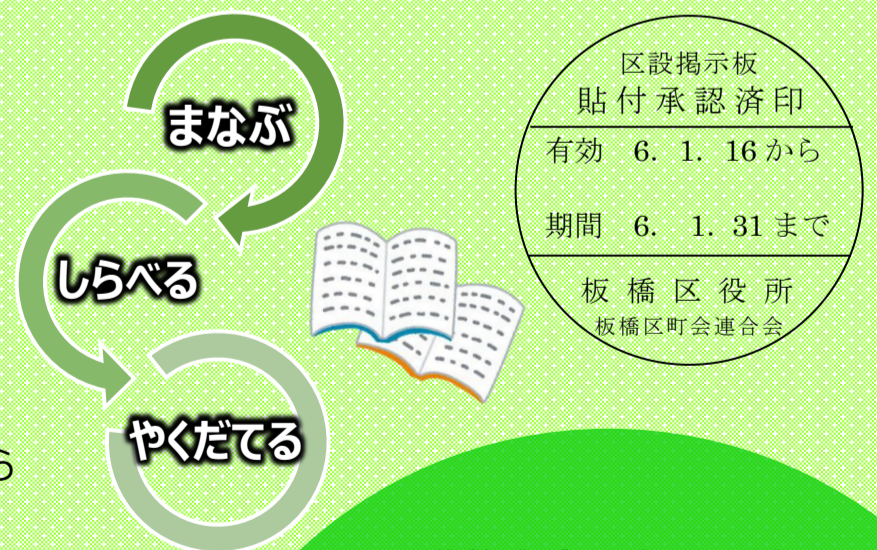 まなぶ
しらべる
やくだてる
ら
区設掲示板
貼付承認済印
有効 6. 1. 16から
期間 6. 1. 31まで
板橋区役所
板橋区町会連合会